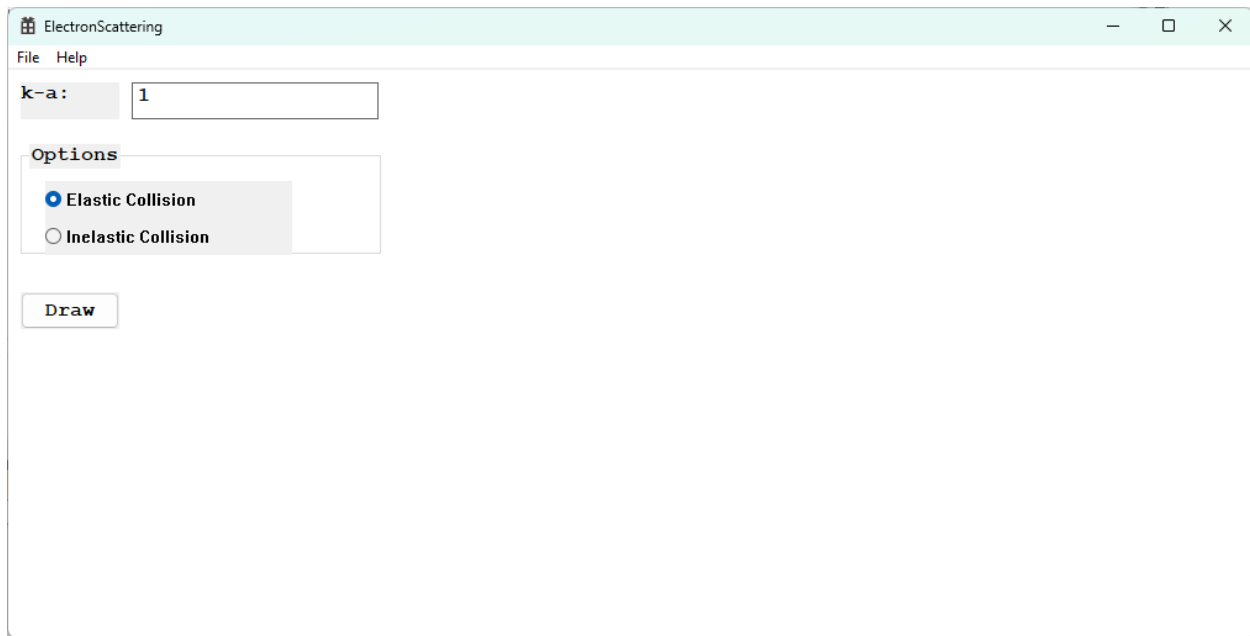 ElectronScattering
File Help
k-a: 1
Options
Elastic Collision
Inelastic Collision
Draw